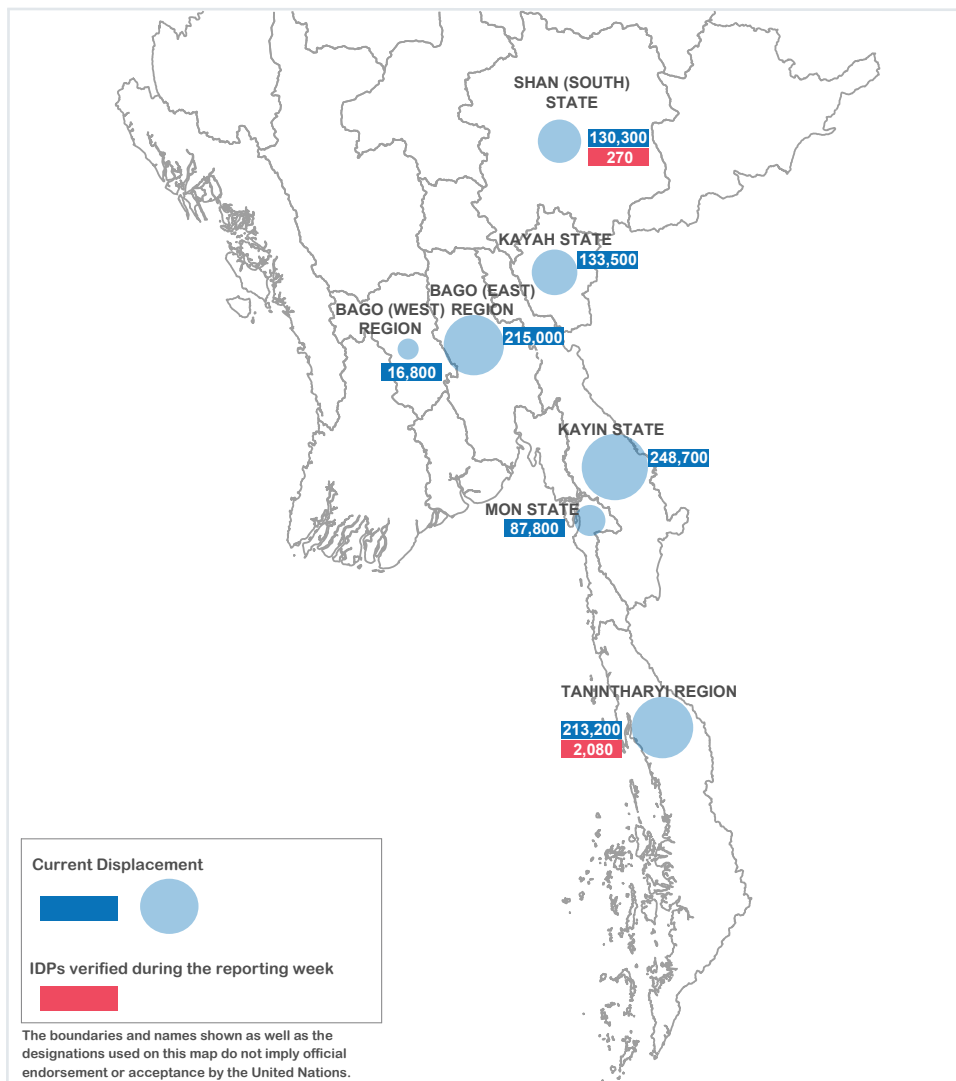 SHAN (SOUTH)
STATE
130,300
270
KAYAH STATE
133,500
BAGO (EAST)
REGION
215,000
BAGO (WEST)
REGION
16,800
KAYIN STATE
248,700
MON STATE
87,800
TANINTHARYI REGION
213,200
2,080
Current Displacement
IDPs verified during the reporting week
The boundaries and names shown as well as the
designations used on this map do not imply official
endorsement or acceptance by the United Nations.